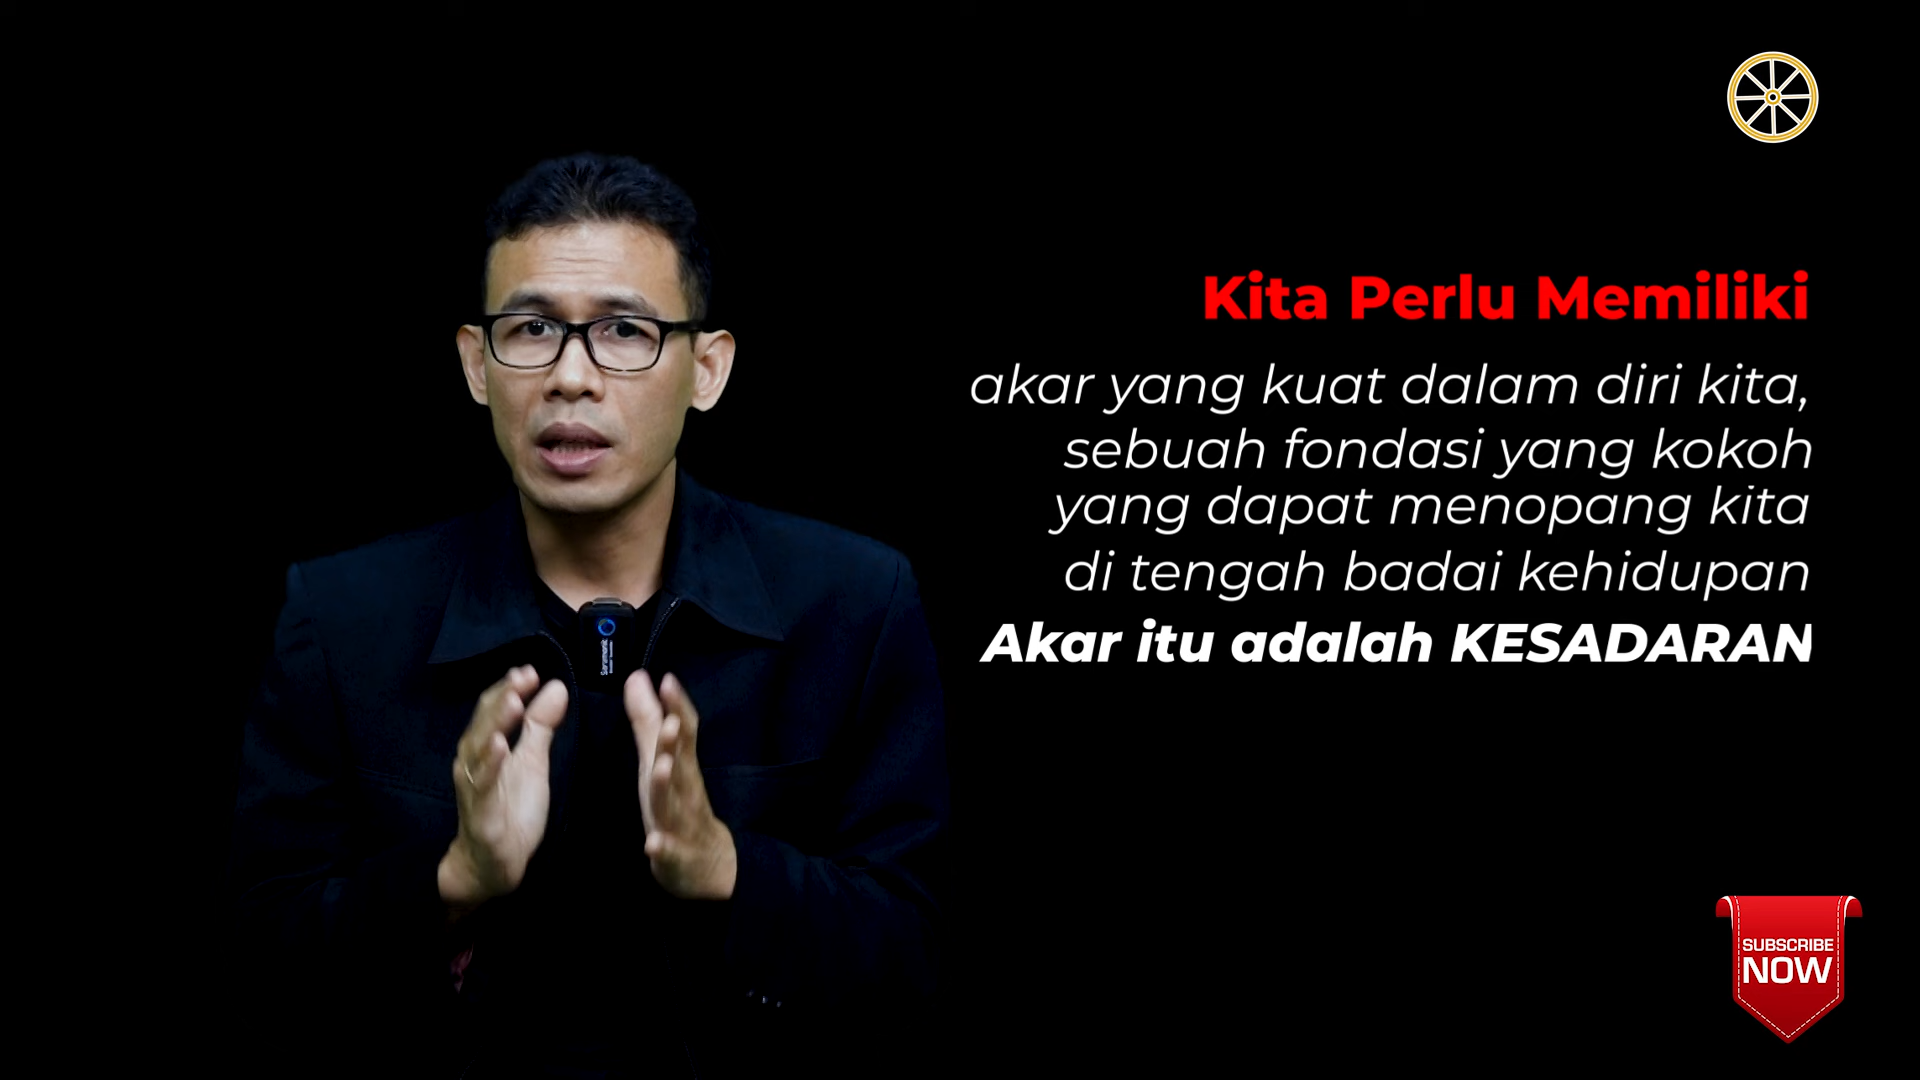 Kita Perlu Memiliki
akar yang kuat dalam diri kita,
sebuah fondasi yang kokoh
yang dapat menopang kita
di tengah badai kehidupan
Akar itu adalah KESADARAN
Saramonic
SUBSCRIBE
NOW